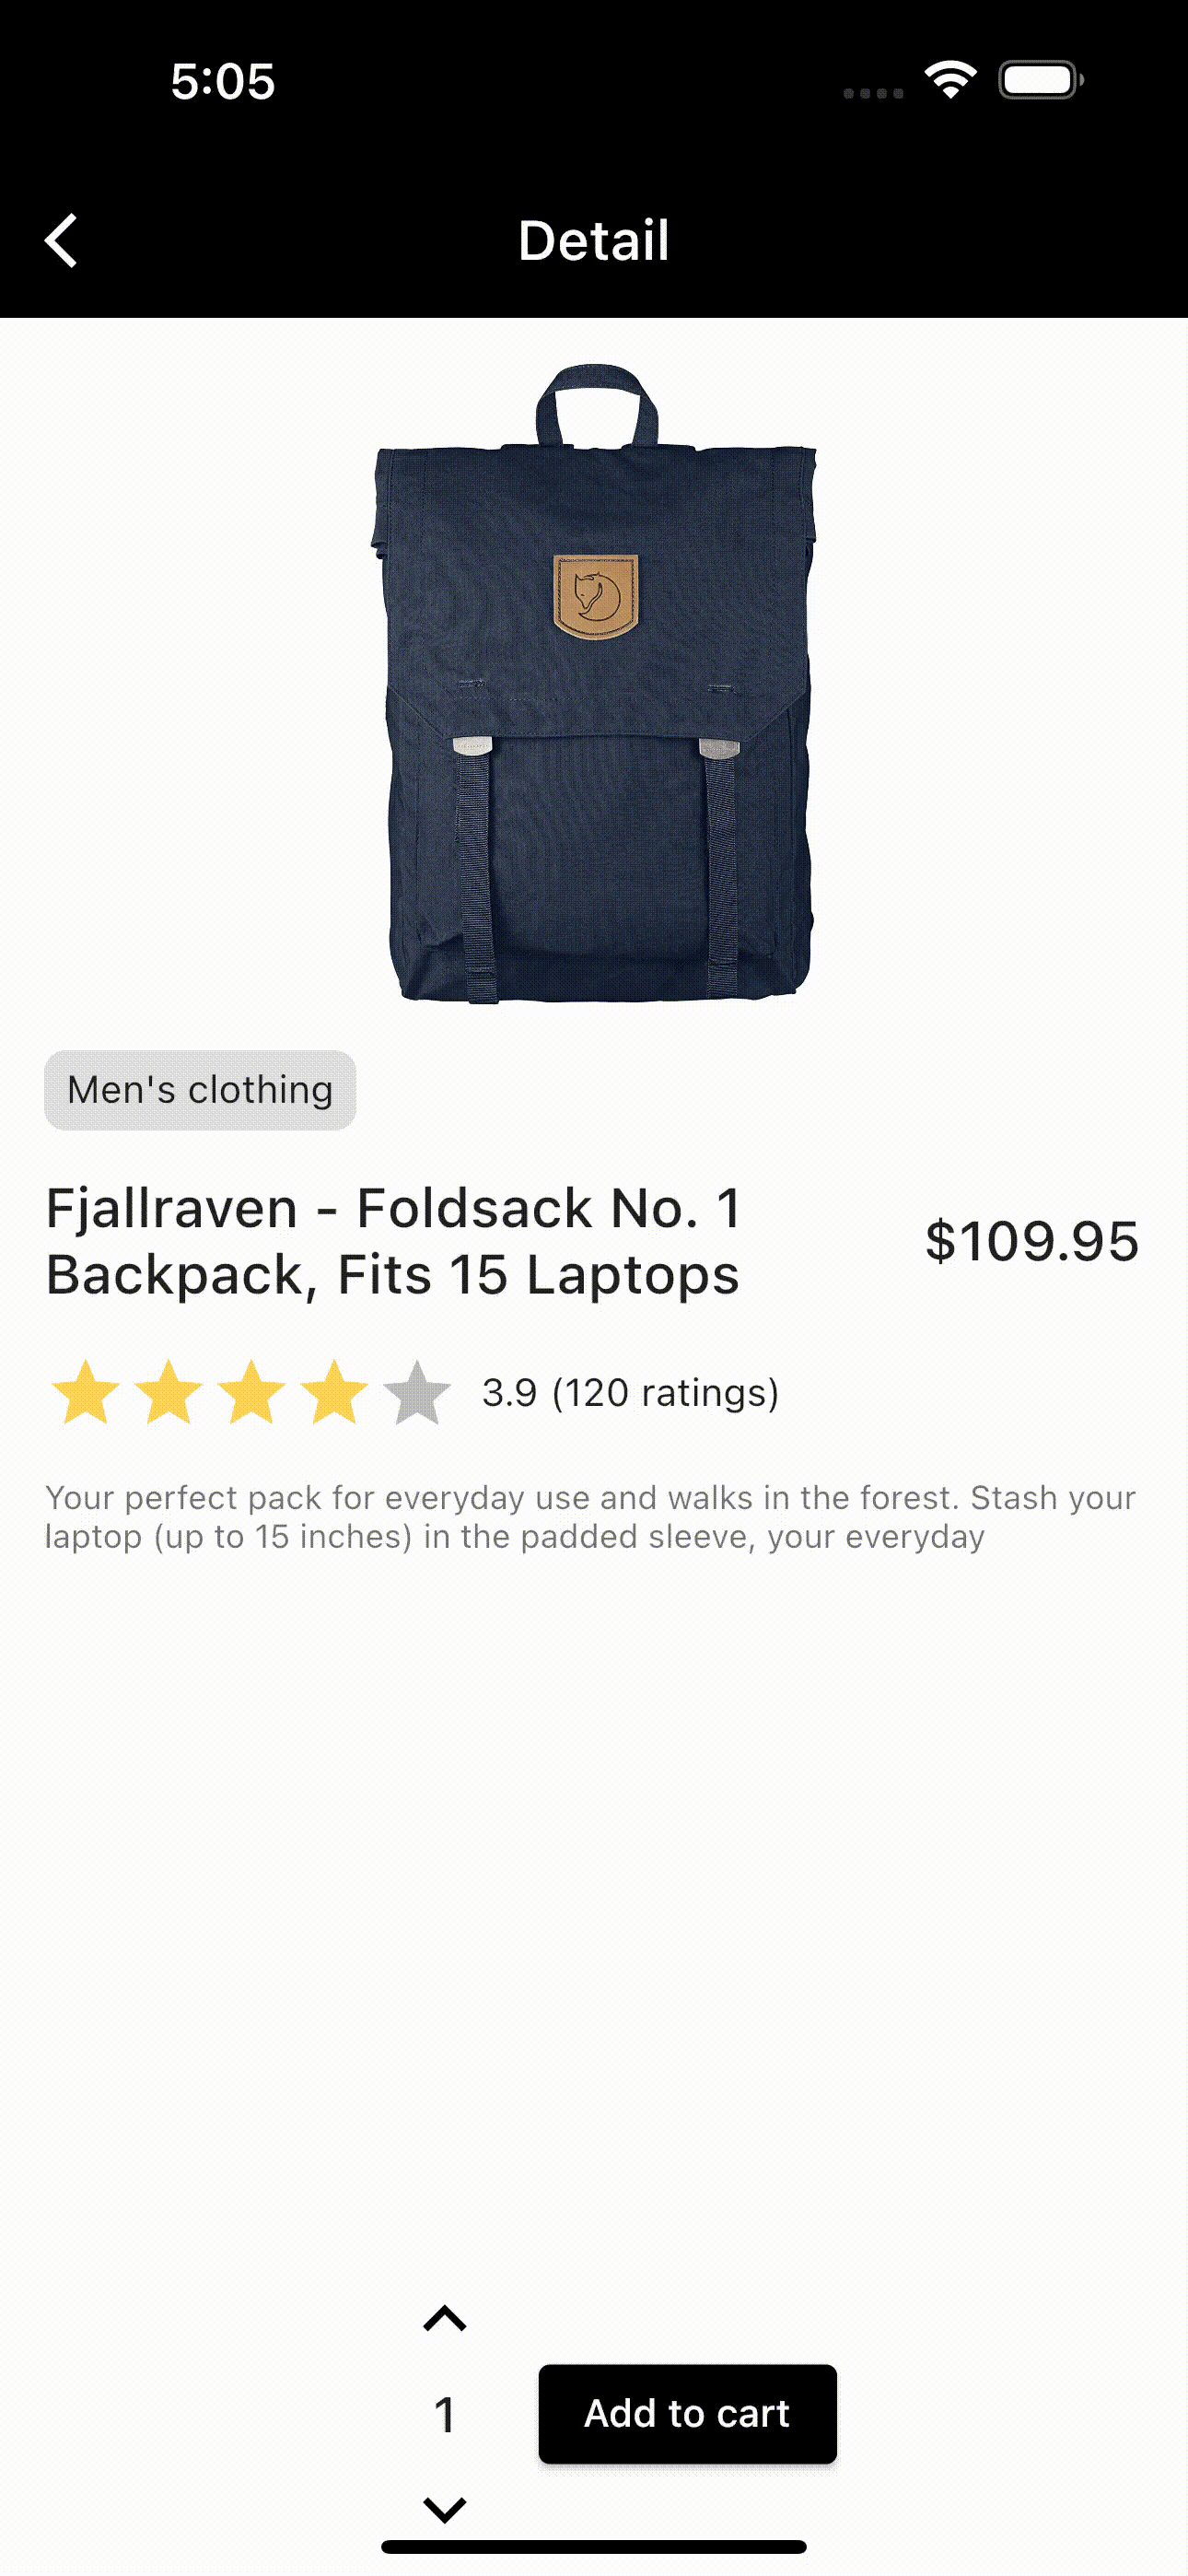 5:05
Detail
Men's clothing
Fjallraven - Foldsack No. 1
Backpack, Fits 15 Laptops
$109.95
3.9 (120 ratings)
Your perfect pack for everyday use and walks in the forest. Stash your
laptop (up to 15 inches) in the padded sleeve, your everyday
1
Add to cart